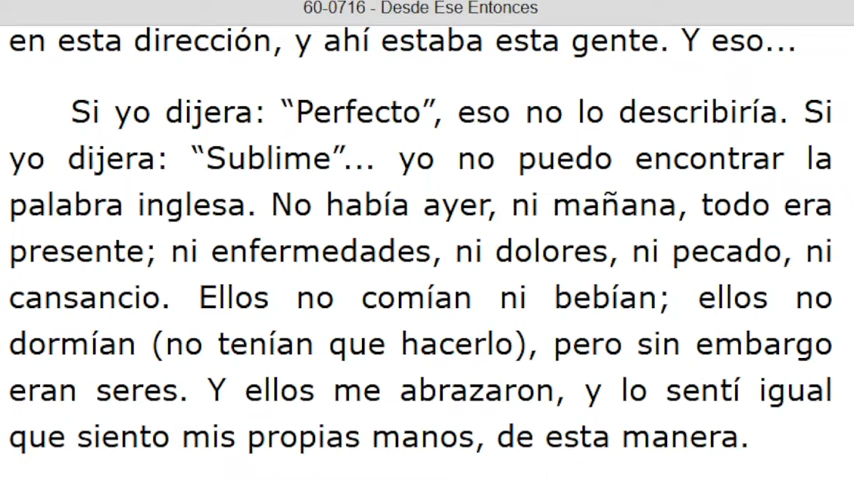 60-0716 - Desde Ese Entonces
en esta dirección, y ahí estaba esta gente. Y eso...
Si yo dijera: “Perfecto”, eso no lo describiría. Si
yo dijera: “Sublime”... yo no puedo encontrar la
palabra inglesa. No había ayer, ni mañana, todo era
presente; ni enfermedades, ni dolores, ni pecado, ni
cansancio. Ellos no comían ni bebían; ellos no
dormían (no tenían que hacerlo), pero sin embargo
eran seres. Y ellos me abrazaron, y lo sentí igual
que siento mis propias manos, de esta manera.